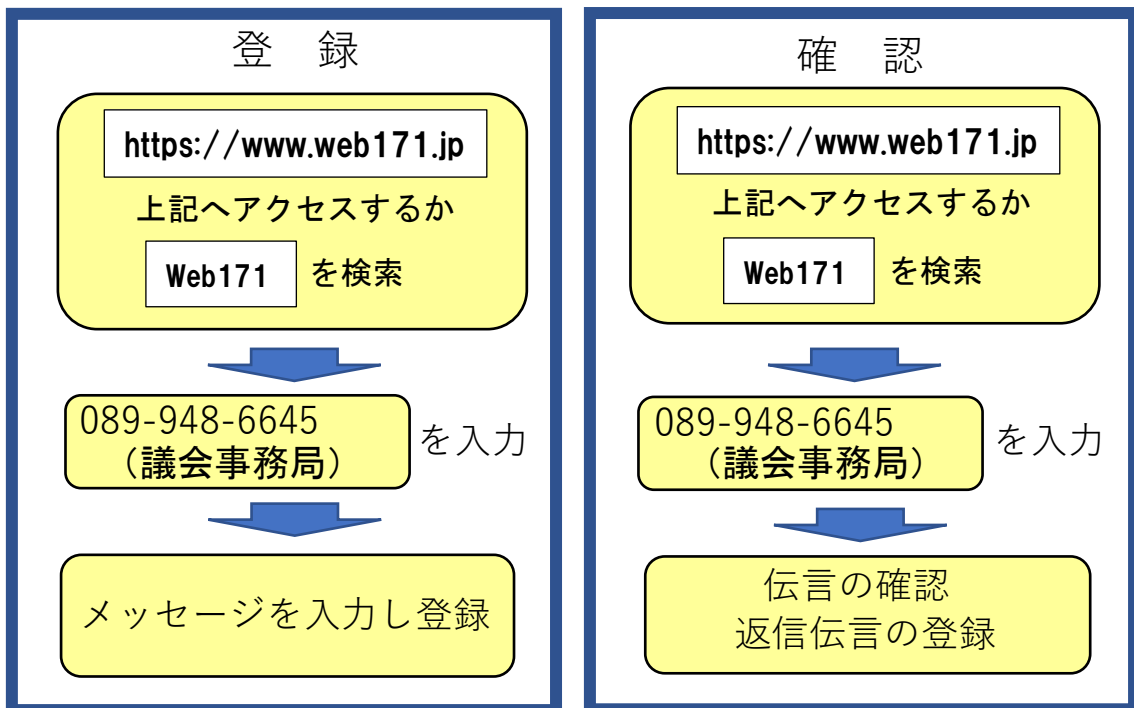 登　録
https://www.web171.jp
上記へアクセスするか
Web171 を検索
089-948-6645
（議会事務局）
を入力
メッセージを入力し登録
確　認
https://www.web171.jp
上記へアクセスするか
Web171 を検索
089-948-6645
（議会事務局）
を入力
伝言の確認
返信伝言の登録